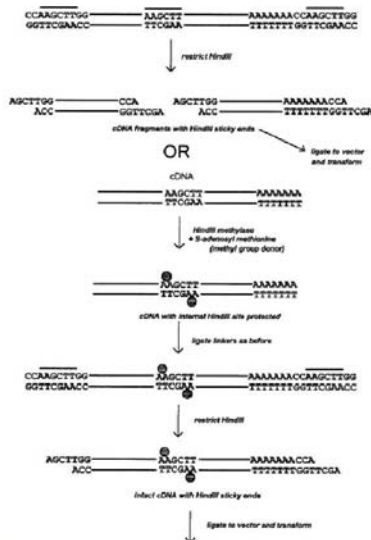 CCAAGCTTGG AAGCTT AAAAAAACCAAGCTTGG
GGTTCGAACC TTCGAA TTTTTTTGGTTCGAACC
restrict HindIII
AGCTTGG CCA AGCTTGG AAAAAAACCA
ACC GGTTCGA ACC TTTTTTTGGTTCGA
cDNA fragments with HindIII sticky ends
ligate to vector
and transform
OR
cDNA
AAGCTT AAAAAAA
TTCGAA TTTTTTT
HindIII methylase
+ S-adenosyl methionine
(methyl group donor)
AAGCTT AAAAAAA
TTCGAA TTTTTTT
cDNA with internal HindIII site protected
ligate linkers as before
CCAAGCTTGG AAGCTT AAAAAAACCAAGCTTGG
GGTTCGAACC TTCGAA TTTTTTTGGTTCGAACC
restrict HindIII
AGCTTGG AAGCTT AAAAAAACCA
ACC TTCGAA TTTTTTTGGTTCGA
Intact cDNA with HindIII sticky ends
ligate to vector and transform